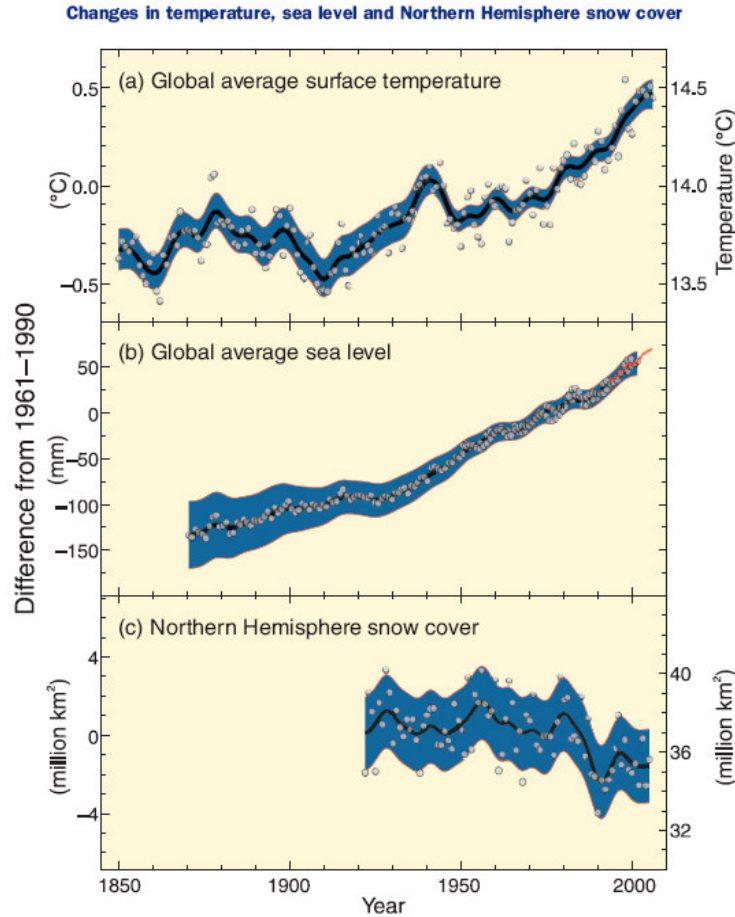 Changes in temperature, sea level and Northern Hemisphere snow cover
(a) Global average surface temperature
0.5
0.0
−0.5
(°C)
14.5
14.0
13.5
Temperature (°C)
Difference from 1961–1990
(b) Global average sea level
50
0
−50
−100
−150
(mm)
(c) Northern Hemisphere snow cover
4
0
−4
(million km²)
40
36
32
(million km²)
1850 1900 1950 2000
Year